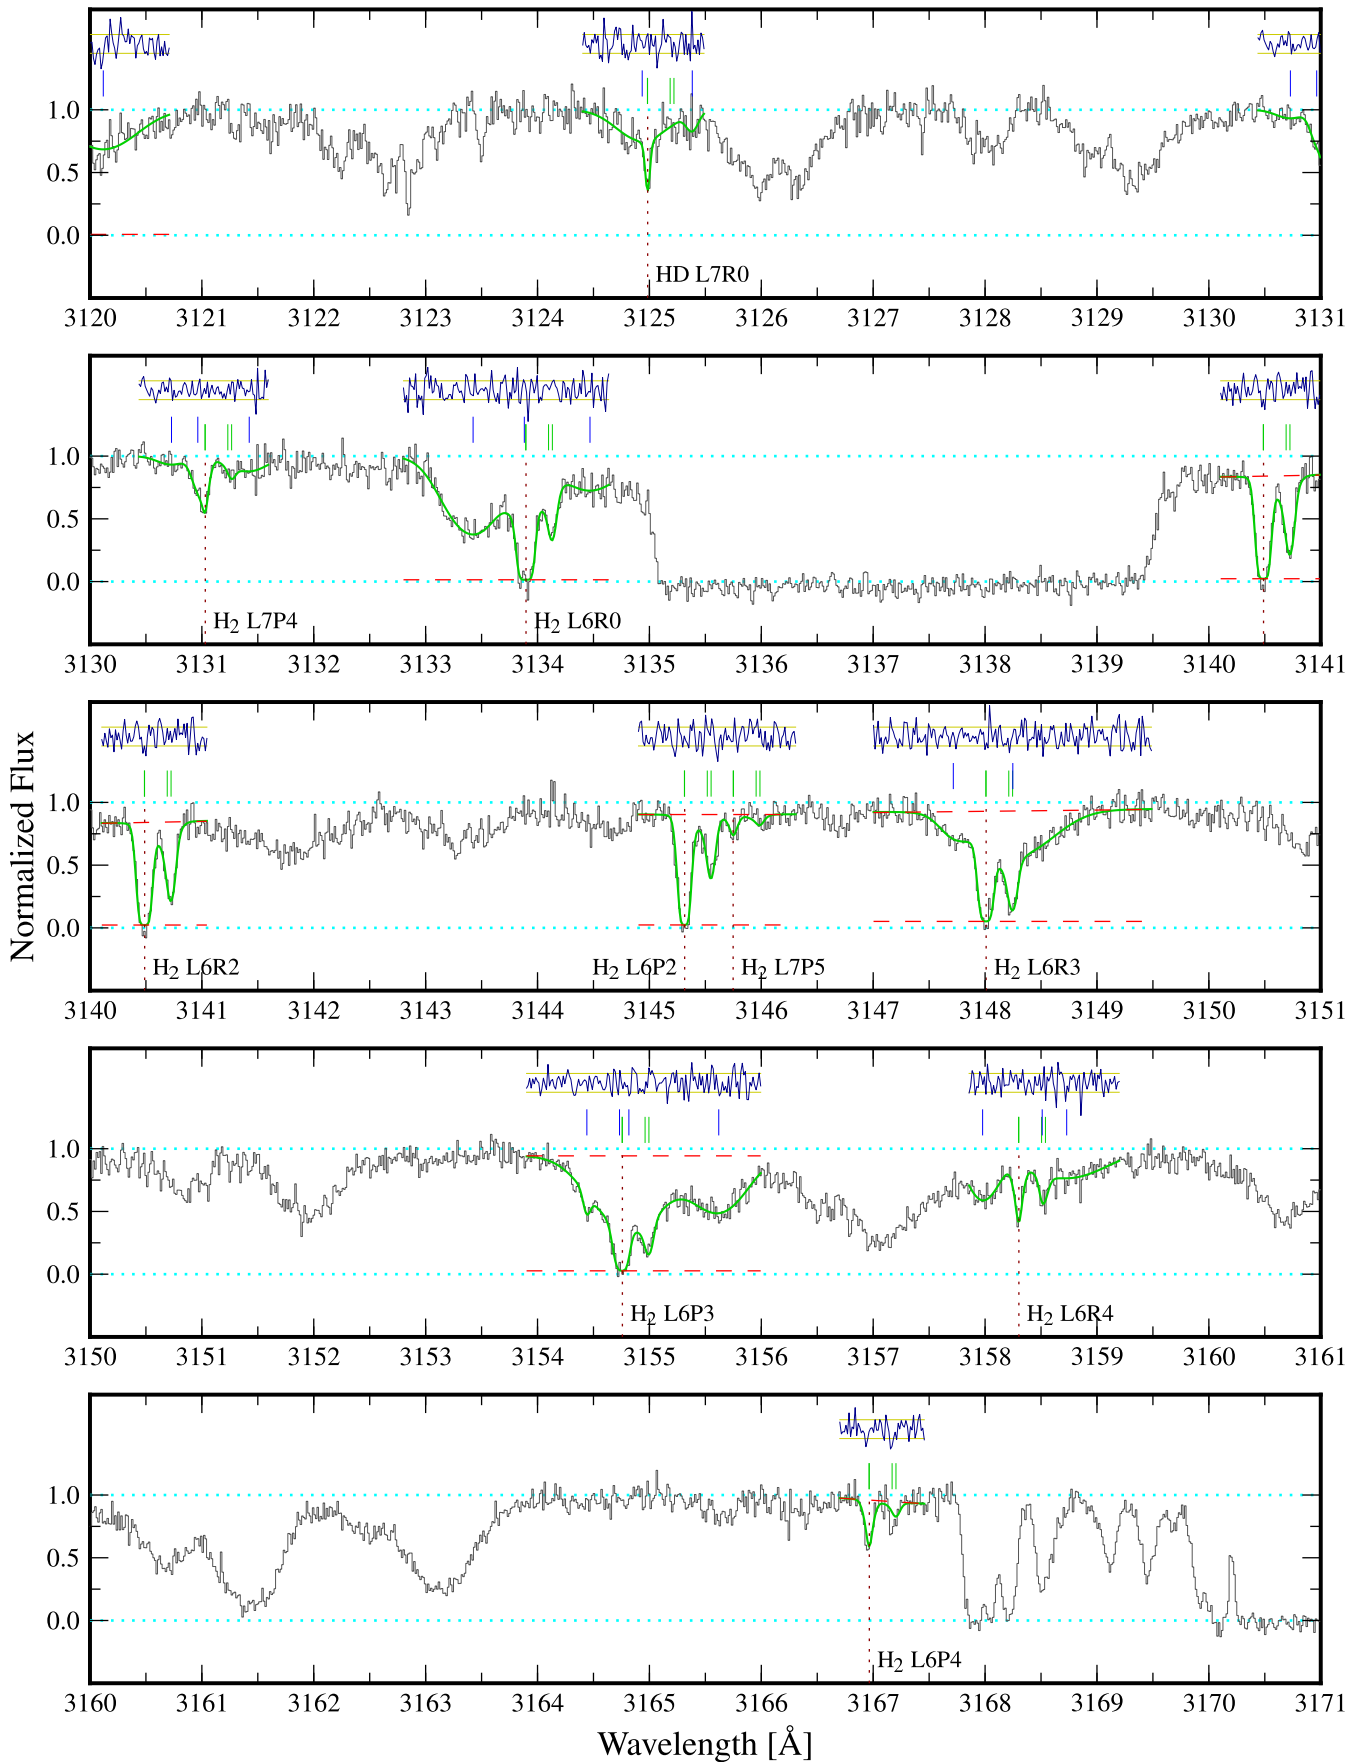 1.0
0.5
0.0
HD L7R0
3120 3121 3122 3123 3124 3125 3126 3127 3128 3129 3130 3131
1.0
0.5
0.0
H₂ L7P4 H₂ L6R0
3130 3131 3132 3133 3134 3135 3136 3137 3138 3139 3140 3141
Normalized Flux
1.0
0.5
0.0
H₂ L6R2 H₂ L6P2 H₂ L7P5 H₂ L6R3
3140 3141 3142 3143 3144 3145 3146 3147 3148 3149 3150 3151
1.0
0.5
0.0
H₂ L6P3 H₂ L6R4
3150 3151 3152 3153 3154 3155 3156 3157 3158 3159 3160 3161
1.0
0.5
0.0
H₂ L6P4
3160 3161 3162 3163 3164 3165 3166 3167 3168 3169 3170 3171
Wavelength [Å]